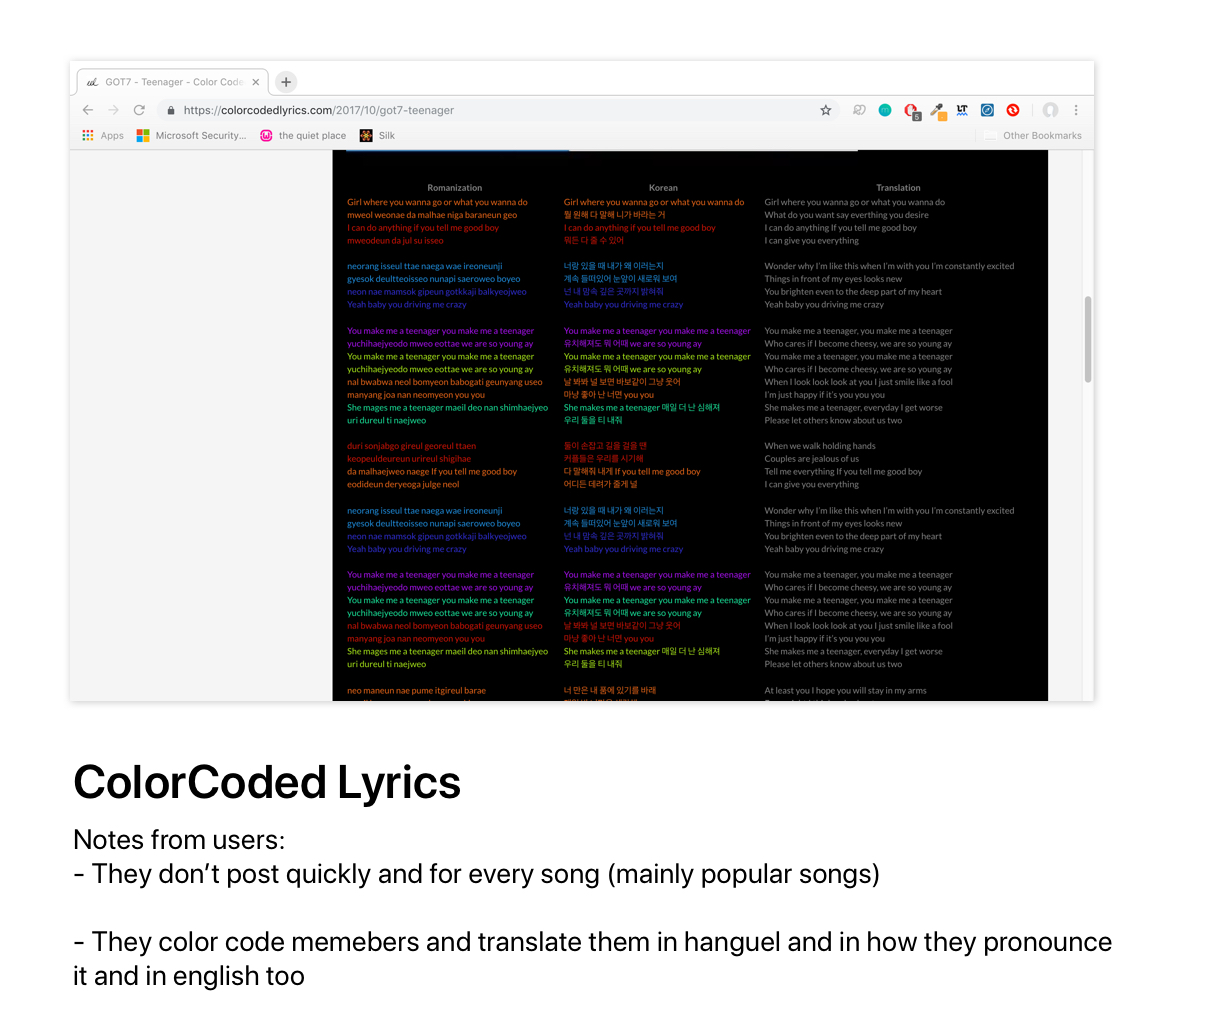 GOT7 - Teenager - Color Code
https://colorcodedlyrics.com/2017/10/got7-teenager
5
LT
Apps
Microsoft Security...
the quiet place
Silk
Other Bookmarks
Romanization
Girl where you wanna go or what you wanna do
mweol weonae da malhae niga baraneun geo
I can do anything if you tell me good boy
mweodeun da jul su isseo
neorang isseul ttae naega wae ireoneunji
gyesok deultteoisseo nunapi saeroweo boyeo
neon nae mamsok gipeun gotkkaji balkyeojweo
Yeah baby you driving me crazy
You make me a teenager you make me a teenager
yuchihaejyeodo mweo eottae we are so young ay
You make me a teenager you make me a teenager
yuchihaejyeodo mweo eottae we are so young ay
nal bwabwa neol bomyeon babogati geunyang useo
manyang joa nan neomyeon you you
She mages me a teenager maeil deo nan shimhaejyeo
uri dureul ti naejweo
duri sonjabgo gireul georeul ttaen
keopeuldeureun urireul shigihae
da malhaejweo naege If you tell me good boy
eodideun deryeoga julge neol
neorang isseul ttae naega wae ireoneunji
gyesok deultteoisseo nunapi saeroweo boyeo
neon nae mamsok gipeun gotkkaji balkyeojweo
Yeah baby you driving me crazy
You make me a teenager you make me a teenager
yuchihaejyeodo mweo eottae we are so young ay
You make me a teenager you make me a teenager
yuchihaejyeodo mweo eottae we are so young ay
nal bwabwa neol bomyeon babogati geunyang useo
manyang joa nan neomyeon you you
She mages me a teenager maeil deo nan shimhaejyeo
uri dureul ti naejweo
neo maneun nae pume itgireul barae
Korean
Girl where you wanna go or what you wanna do
뭘 원해 다 말해 니가 바라는 거
I can do anything if you tell me good boy
뭐든 다 줄 수 있어
너랑 있을 때 내가 왜 이러는지
계속 들떠있어 눈앞이 새로워 보여
넌 내 맘속 깊은 곳까지 밝혀줘
Yeah baby you driving me crazy
You make me a teenager you make me a teenager
유치해져도 뭐 어때 we are so young ay
You make me a teenager you make me a teenager
유치해져도 뭐 어때 we are so young ay
날 봐봐 널 보면 바보같이 그냥 웃어
마냥 좋아 난 너면 you you
She makes me a teenager 매일 더 난 심해져
우리 둘을 티 내줘
둘이 손잡고 길을 걸을 땐
커플들은 우리를 시기해
다 말해줘 내게 If you tell me good boy
어디든 데려가 줄게 널
너랑 있을 때 내가 왜 이러는지
계속 들떠있어 눈앞이 새로워 보여
넌 내 맘속 깊은 곳까지 밝혀줘
Yeah baby you driving me crazy
You make me a teenager you make me a teenager
유치해져도 뭐 어때 we are so young ay
You make me a teenager you make me a teenager
유치해져도 뭐 어때 we are so young ay
날 봐봐 널 보면 바보같이 그냥 웃어
마냥 좋아 난 너면 you you
She makes me a teenager 매일 더 난 심해져
우리 둘을 티 내줘
너 만은 내 품에 있기를 바래
Translation
Girl where you wanna go or what you wanna do
What do you want say everthing you desire
I can do anything If you tell me good boy
I can give you everything
Wonder why I'm like this when I'm with you I'm constantly excited
Things in front of my eyes looks new
You brighten even to the deep part of my heart
Yeah baby you driving me crazy
You make me a teenager, you make me a teenager
Who cares if I become cheesy, we are so young ay
You make me a teenager, you make me a teenager
Who cares if I become cheesy, we are so young ay
When I look look look at you I just smile like a fool
I'm just happy if it's you you you you
She makes me a teenager, everyday I get worse
Please let others know about us two
When we walk holding hands
Couples are jealous of us
Tell me everything If you tell me good boy
I can give you everything
Wonder why I'm like this when I'm with you I'm constantly excited
Things in front of my eyes looks new
You brighten even to the deep part of my heart
Yeah baby you driving me crazy
You make me a teenager, you make me a teenager
Who cares if I become cheesy, we are so young ay
You make me a teenager, you make me a teenager
Who cares if I become cheesy, we are so young ay
When I look look look at you I just smile like a fool
I'm just happy if it's you you you you
She makes me a teenager, everyday I get worse
Please let others know about us two
At least you I hope you will stay in my arms
ColorCoded Lyrics
Notes from users:
- They don't post quickly and for every song (mainly popular songs)
- They color code memebers and translate them in hanguel and in how they pronounce
it and in english too